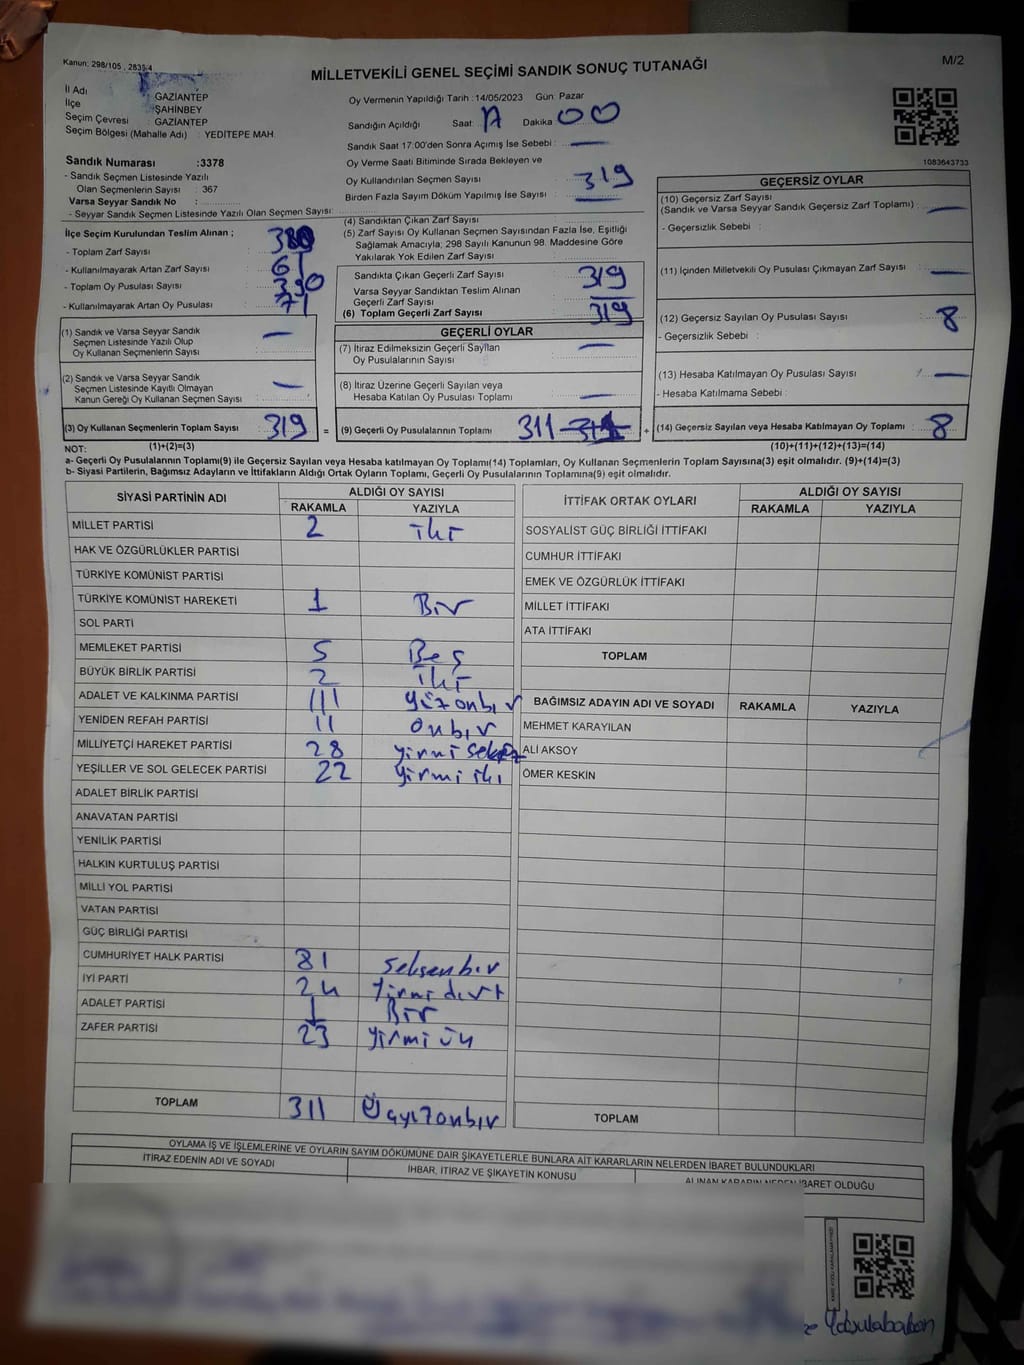 Kanun: 298/105 , 2839/4
MİLLETVEKİLİ GENEL SEÇİMİ SANDIK SONUÇ TUTANAĞI
M/2
İl Adı GAZİANTEP
İlçe ŞAHİNBEY
Seçim Çevresi GAZİANTEP
Seçim Bölgesi (Mahalle Adı) : YEDİTEPE MAH.
Oy Vermenin Yapıldığı Tarih : 14/05/2023 Gün: Pazar
Sandığın Açıldığı Saat: 17 Dakika 00
Sandık Saat 17:00'den Sonra Açımış İse Sebebi : —
Sandık Numarası :3378
- Sandık Seçmen Listesinde Yazılı
Olan Seçmenlerin Sayısı : 367
Varsa Seyyar Sandık No :
- Seyyar Sandık Seçmen Listesinde Yazılı Olan Seçmen Sayısı:
Oy Verme Saati Bitiminde Sırada Bekleyen ve
Oy Kullandırılan Seçmen Sayısı : 319
Birden Fazla Sayım Döküm Yapılmış İse Sayısı : —
1083643733
İlçe Seçim Kurulundan Teslim Alınan ;
- Toplam Zarf Sayısı : 380
- Kullanılmayarak Artan Zarf Sayısı : 61
- Toplam Oy Pusulası Sayısı : 390
- Kullanılmayarak Artan Oy Pusulası : 71
(4) Sandıktan Çıkan Zarf Sayısı :
(5) Zarf Sayısı Oy Kullanan Seçmen Sayısından Fazla İse, Eşitliği
Sağlamak Amacıyla; 298 Sayılı Kanunun 98. Maddesine Göre
Yakılarak Yok Edilen Zarf Sayısı :
Sandıkta Çıkan Geçerli Zarf Sayısı : 319
Varsa Seyyar Sandıktan Teslim Alınan
Geçerli Zarf Sayısı : —
(6) Toplam Geçerli Zarf Sayısı : 319
GEÇERSİZ OYLAR
(10) Geçersiz Zarf Sayısı
(Sandık ve Varsa Seyyar Sandık Geçersiz Zarf Toplamı) : —
- Geçersizlik Sebebi :
(11) İçinden Milletvekili Oy Pusulası Çıkmayan Zarf Sayısı : —
(12) Geçersiz Sayılan Oy Pusulası Sayısı : 8
- Geçersizlik Sebebi :
(13) Hesaba Katılmayan Oy Pusulası Sayısı : —
- Hesaba Katılmama Sebebi :
(1) Sandık ve Varsa Seyyar Sandık
Seçmen Listesinde Yazılı Olup
Oy Kullanan Seçmenlerin Sayısı : —
(2) Sandık ve Varsa Seyyar Sandık
Seçmen Listesinde Kayıtlı Olmayan
Kanun Gereği Oy Kullanan Seçmen Sayısı : —
GEÇERLİ OYLAR
(7) İtiraz Edilmeksizin Geçerli Sayılan
Oy Pusulalarının Sayısı : —
(8) İtiraz Üzerine Geçerli Sayılan veya
Hesaba Katılan Oy Pusulası Toplamı : —
(3) Oy Kullanan Seçmenlerin Toplam Sayısı : 319 = (9) Geçerli Oy Pusulalarının Toplamı 311 + (14) Geçersiz Sayılan veya Hesaba Katılmayan Oy Toplamı : 8
NOT: (1)+(2)=(3) (10)+(11)+(12)+(13)=(14)
a- Geçerli Oy Pusulasının Toplamı(9) ile Geçersiz Sayılan veya Hesaba katılmayan Oy Toplamı(14) Toplamları, Oy Kullanan Seçmenlerin Toplam Sayısına(3) eşit olmalıdır. (9)+(14)=(3)
b- Siyasi Partilerin, Bağımsız Adayların ve İttifakların Aldığı Oyların Toplamı, Geçerli Oy Pusulalarının Toplamına(9) eşit olmalıdır.
SİYASİ PARTİNİN ADI ALDIĞI OY SAYISI
RAKAMLA YAZIYLA
MİLLET PARTİSİ 2 iki
HAK VE ÖZGÜRLÜKLER PARTİSİ
TÜRKİYE KOMÜNİST PARTİSİ
TÜRKİYE KOMÜNİST HAREKETİ 1 Bir
SOL PARTİ
MEMLEKET PARTİSİ 5 Beş
BÜYÜK BİRLİK PARTİSİ 2 iki
ADALET VE KALKINMA PARTİSİ 111 yüzonbir
YENİDEN REFAH PARTİSİ 11 onbir
MİLLİYETÇİ HAREKET PARTİSİ 28 yirmi sekiz
YEŞİLLER VE SOL GELECEK PARTİSİ 22 yirmi iki
ADALET BİRLİK PARTİSİ
ANAVATAN PARTİSİ
YENİLİK PARTİSİ
HALKIN KURTULUŞ PARTİSİ
MİLLİ YOL PARTİSİ
VATAN PARTİSİ
GÜÇ BİRLİĞİ PARTİSİ
CUMHURİYET HALK PARTİSİ 81 seksenbir
İYİ PARTİ 24 Yirmi dört
ADALET PARTİSİ 1 Bir
ZAFER PARTİSİ 23 yirmi üç
TOPLAM 311 Üçyüzonbir
İTTİFAK ORTAK OYLARI ALDIĞI OY SAYISI
RAKAMLA YAZIYLA
SOSYALİST GÜÇ BİRLİĞİ İTTİFAKI
CUMHUR İTTİFAKI
EMEK VE ÖZGÜRLÜK İTTİFAKI
MİLLET İTTİFAKI
ATA İTTİFAKI
TOPLAM
BAĞIMSIZ ADAYIN ADI VE SOYADI RAKAMLA YAZIYLA
MEHMET KARAYILAN
ALİ AKSOY
ÖMER KESKİN
TOPLAM
OYLAMA İŞ VE İŞLEMLERİNE VE OYLARIN SAYIM DÖKÜMÜNE DAİR ŞİKAYETLERLE BUNLARA AİT KARARLARIN NELERDEN İBARET BULUNDUKLARI
İTİRAZ EDENİN ADI VE SOYADI İHBAR, İTİRAZ VE ŞİKAYETİN KONUSU ALINAN KARARIN NEDEN İBARET OLDUĞU